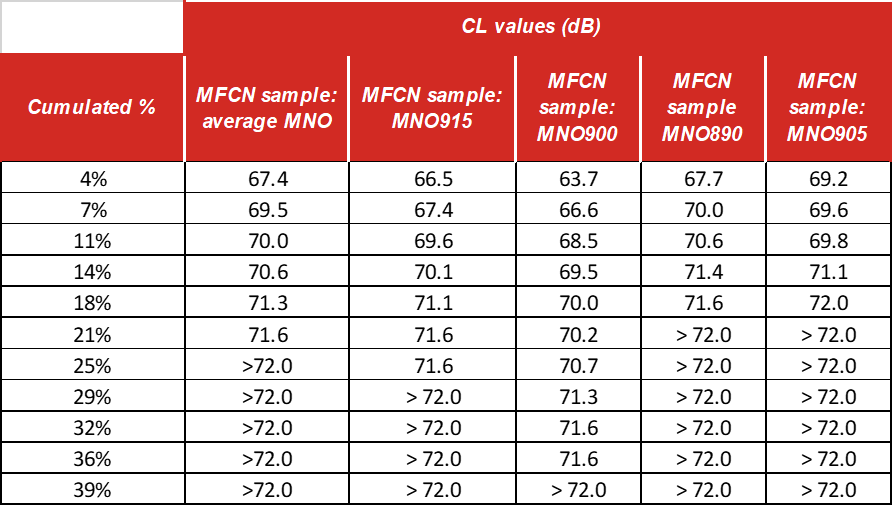 CL values (dB)
Cumulated % MFCN sample: average MNO MFCN sample: MNO915 MFCN sample: MNO900 MFCN sample MNO890 MFCN sample: MNO905
4% 67.4 66.5 63.7 67.7 69.2
7% 69.5 67.4 66.6 70.0 69.6
11% 70.0 69.6 68.5 70.6 69.8
14% 70.6 70.1 69.5 71.4 71.1
18% 71.3 71.1 70.0 71.6 72.0
21% 71.6 71.6 70.2 > 72.0 > 72.0
25% >72.0 71.6 70.7 > 72.0 > 72.0
29% >72.0 > 72.0 71.3 > 72.0 > 72.0
32% >72.0 > 72.0 71.6 > 72.0 > 72.0
36% >72.0 > 72.0 71.6 > 72.0 > 72.0
39% >72.0 > 72.0 > 72.0 > 72.0 > 72.0